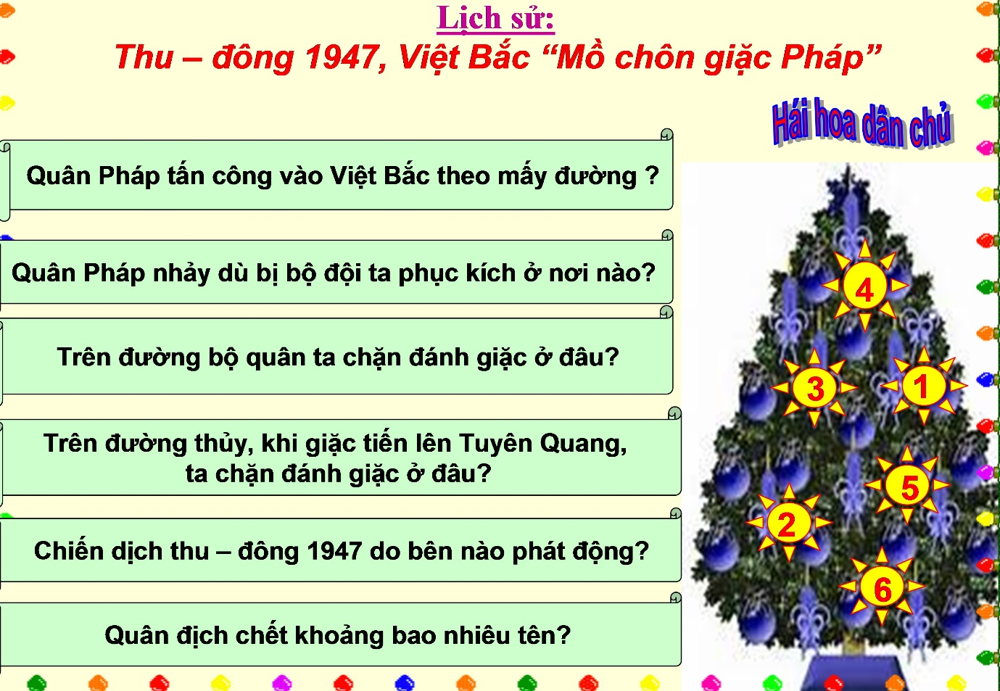 Lịch sử:
Thu – đông 1947, Việt Bắc “Mồ chôn giặc Pháp”
Hái hoa dân chủ
Quân Pháp tấn công vào Việt Bắc theo mấy đường ?
Quân Pháp nhảy dù bị bộ đội ta phục kích ở nơi nào?
Trên đường bộ quân ta chặn đánh giặc ở đâu?
Trên đường thủy, khi giặc tiến lên Tuyên Quang,
ta chặn đánh giặc ở đâu?
Chiến dịch thu – đông 1947 do bên nào phát động?
Quân địch chết khoảng bao nhiêu tên?
4
3
1
5
2
6